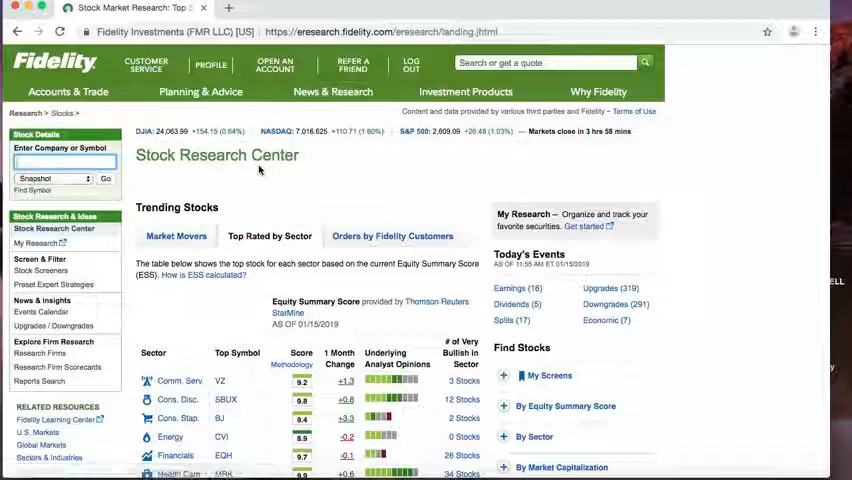 Stock Market Research: Top S
Fidelity Investments (FMR LLC) [US] | https://eresearch.fidelity.com/eresearch/landing.jhtml
Fidelity
CUSTOMER SERVICE
PROFILE
OPEN AN ACCOUNT
REFER A FRIEND
LOG OUT
Search or get a quote
Accounts & Trade
Planning & Advice
News & Research
Investment Products
Why Fidelity
Research > Stocks >
Content and data provided by various third parties and Fidelity – Terms of Use
Stock Details
Enter Company or Symbol
Snapshot
Go
Find Symbol
DJIA: 24,063.99 +154.15 (0.64%) NASDAQ: 7,016.625 +110.71 (1.60%) S&P 500: 2,609.09 +26.48 (1.03%) — Markets close in 3 hrs 58 mins
Stock Research Center
Stock Research & Ideas
Stock Research Center
My Research
Screen & Filter
Stock Screeners
Preset Expert Strategies
News & Insights
Events Calendar
Upgrades / Downgrades
Explore Firm Research
Research Firms
Research Firm Scorecards
Reports Search
RELATED RESOURCES
Fidelity Learning Center
U.S. Markets
Global Markets
Sectors & Industries
Trending Stocks
Market Movers
Top Rated by Sector
Orders by Fidelity Customers
The table below shows the top stock for each sector based on the current Equity Summary Score
(ESS). How is ESS calculated?
Equity Summary Score provided by Thomson Reuters
StarMine
AS OF 01/15/2019
Sector
Top Symbol
Score
Methodology
1 Month Change
Underlying Analyst Opinions
# of Very Bullish in Sector
Comm. Serv. VZ 9.2 +1.3 3 Stocks
Cons. Disc. SBUX 9.8 +0.8 12 Stocks
Cons. Stap. BJ 9.4 +3.3 2 Stocks
Energy CVI 8.9 -0.2 0 Stocks
Financials EQH 9.7 -0.1 26 Stocks
Health Care MRK 9.9 +0.6 34 Stocks
My Research – Organize and track your
favorite securities. Get started
Today's Events
AS OF 11:55 AM ET 01/15/2019
Earnings (16) Upgrades (319)
Dividends (5) Downgrades (291)
Splits (17) Economic (7)
Find Stocks
My Screens
By Equity Summary Score
By Sector
By Market Capitalization
ELL